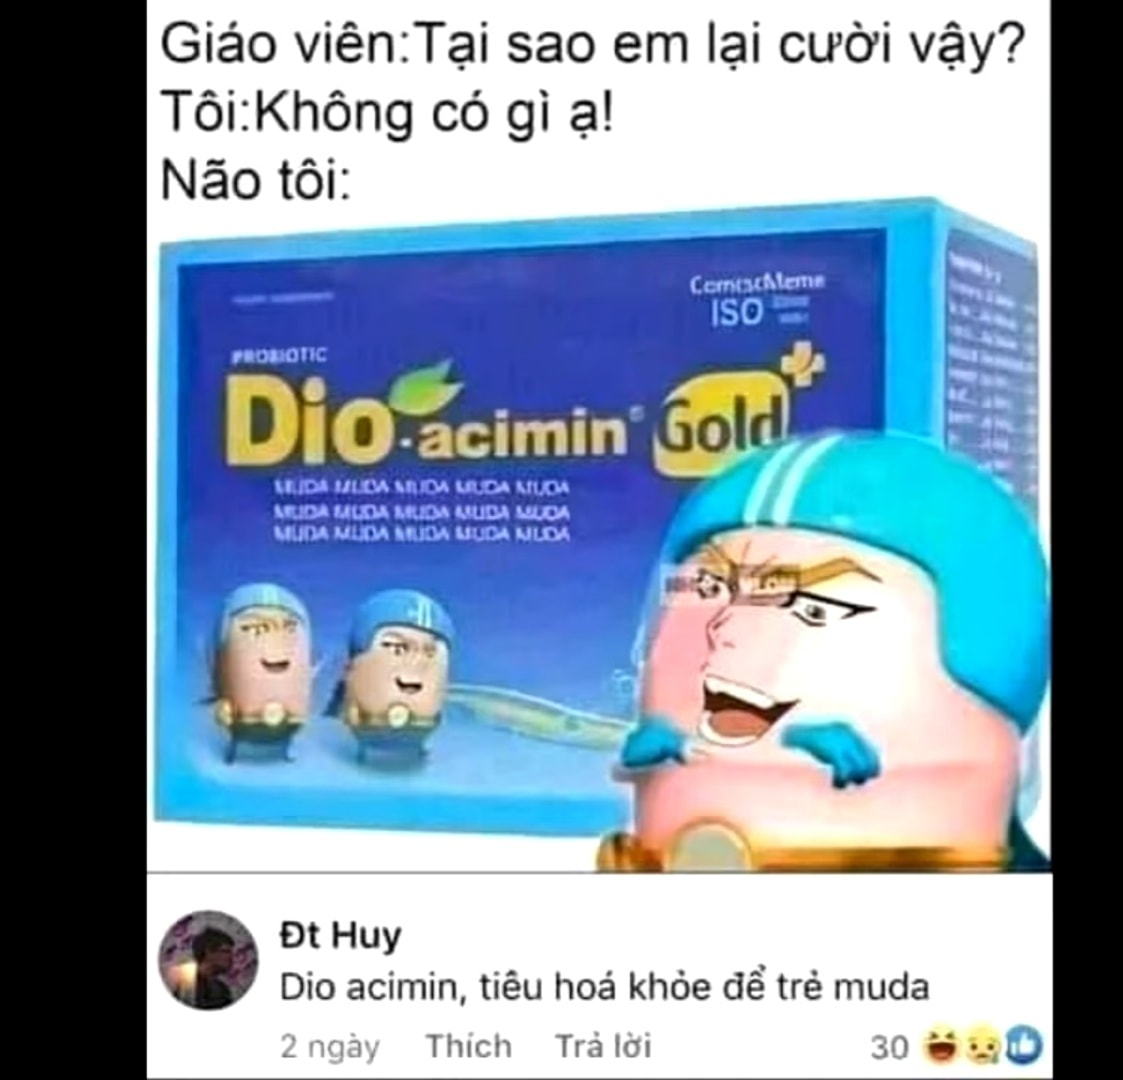 Giáo viên:Tại sao em lại cười vậy?
Tôi:Không có gì ạ!
Não tôi:
ComicsMeme
ISO
PROBIOTIC
Dio-acimin® Gold+
MUDA MUDA MUDA MUDA MUDA
MUDA MUDA MUDA MUDA MUDA
MUDA MUDA MUDA MUDA MUDA
Đt Huy
Dio acimin, tiêu hoá khỏe để trẻ muda
2 ngày Thích Trả lời 30